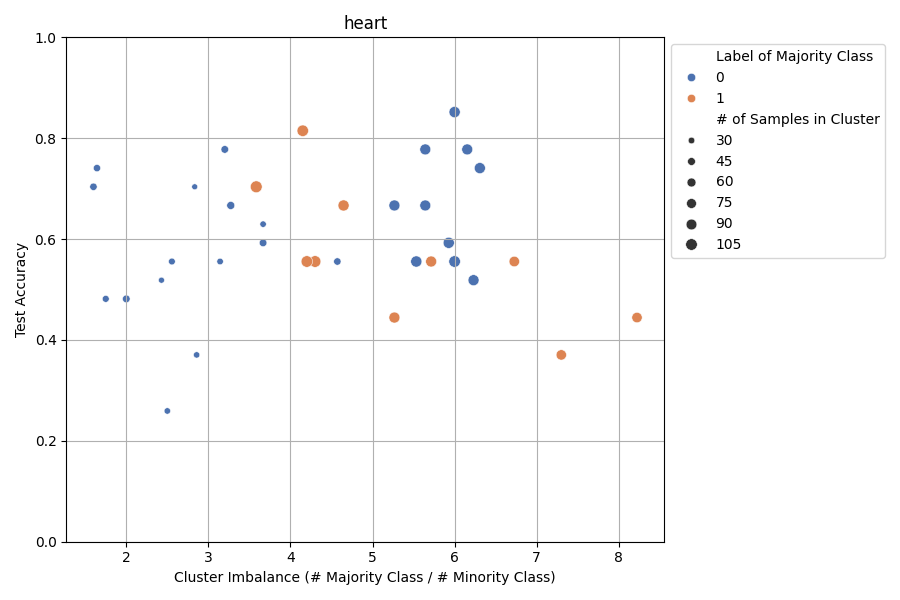 heart
1.0
0.8
0.6
0.4
0.2
0.0
Test Accuracy
2 3 4 5 6 7 8
Cluster Imbalance (# Majority Class / # Minority Class)
Label of Majority Class
0
1
# of Samples in Cluster
30
45
60
75
90
105